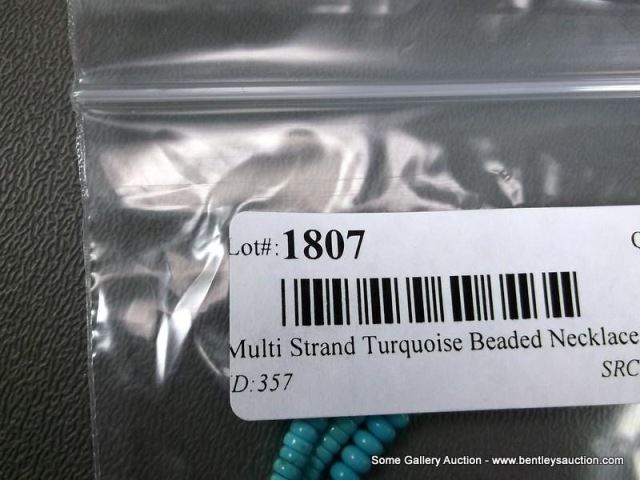 Lot#: 1807
Multi Strand Turquoise Beaded Necklace
D:357 SRC
Some Gallery Auction - www.bentleysauction.com